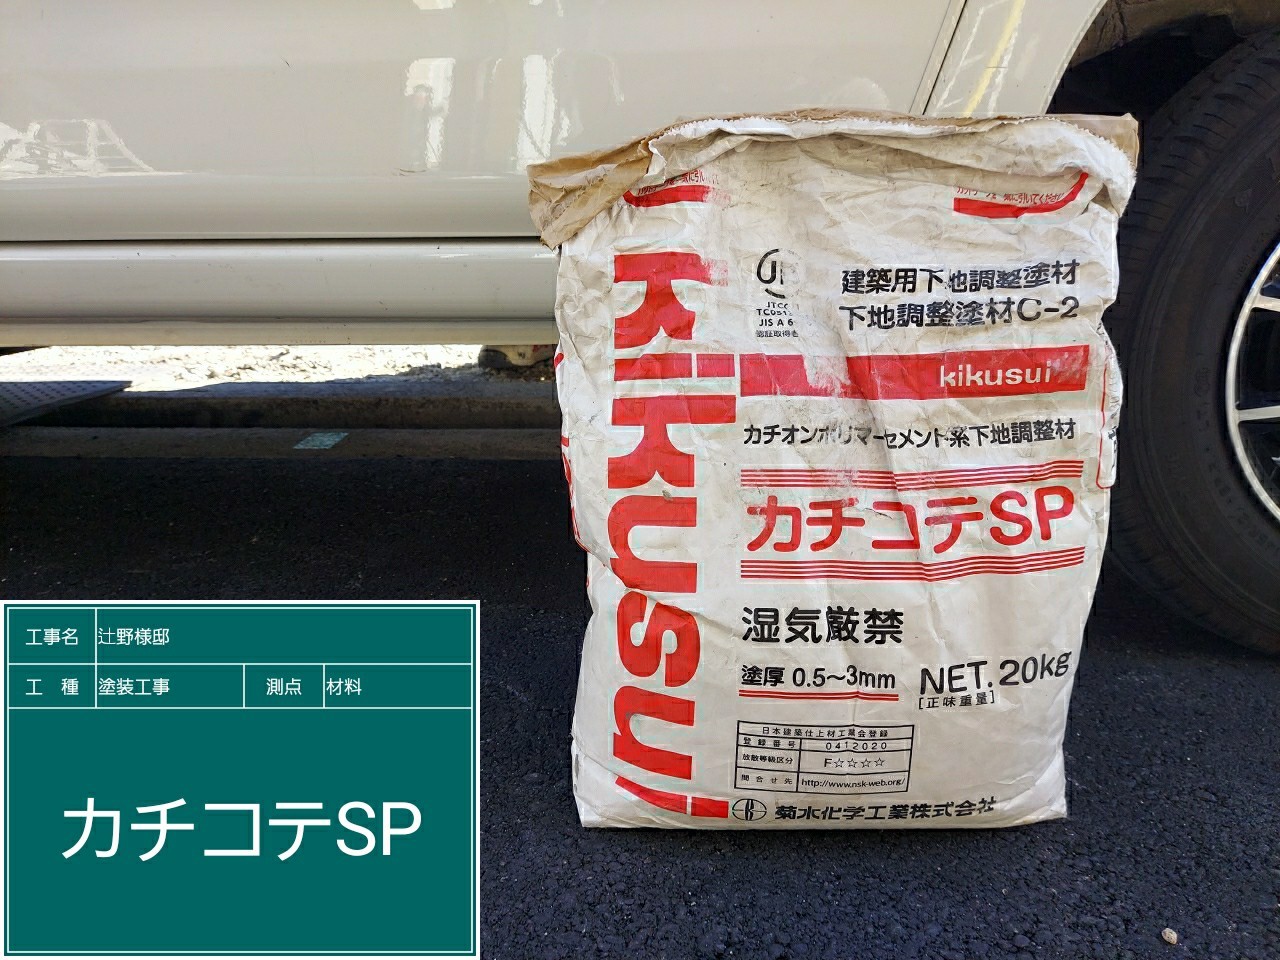 kikusui
建築用下地調整塗材
下地調整塗材C-2
JIS A 6
認証取得
kikusui
カチオンポリマーセメント系下地調整材
カチコテSP
湿気厳禁
塗厚 0.5〜3mm
NET. 20kg
[正味重量]
日本建築仕上材工業会登録
登録番号 0412020
放散等級区分 F☆☆☆☆
問合せ先 http://www.nsk-web.org/
菊水化学工業株式会社
工事名 辻野様邸
工 種 塗装工事 測点 材料
カチコテSP